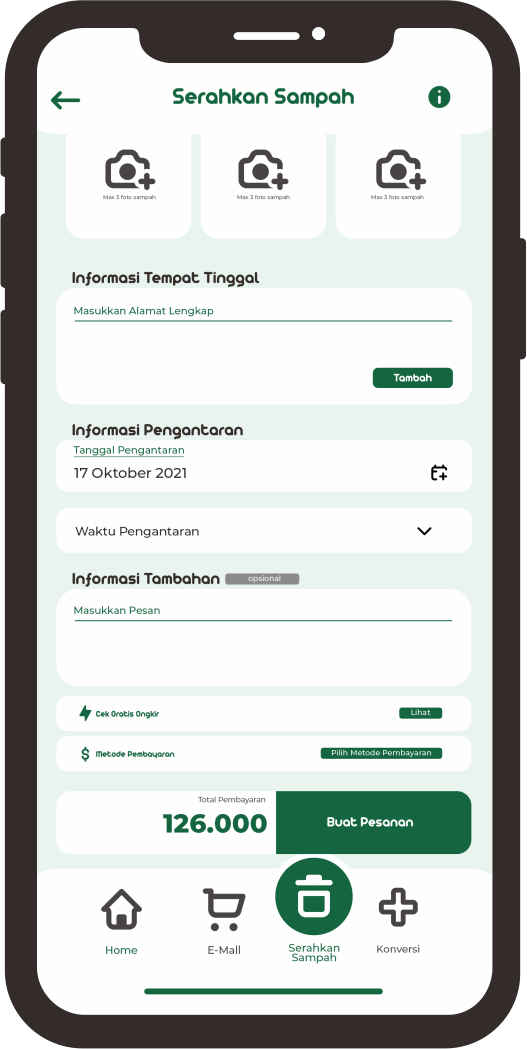 Serahkan Sampah
Max 3 foto sampah
Max 3 foto sampah
Max 3 foto sampah
Informasi Tempat Tinggal
Masukkan Alamat Lengkap
Tambah
Informasi Pengantaran
Tanggal Pengantaran
17 Oktober 2021
Waktu Pengantaran
Informasi Tambahan opsional
Masukkan Pesan
Cek Gratis Ongkir Lihat
Metode Pembayaran Pilih Metode Pembayaran
Total Pembayaran
126.000 Buat Pesanan
Home E-Mall Serahkan Sampah Konversi